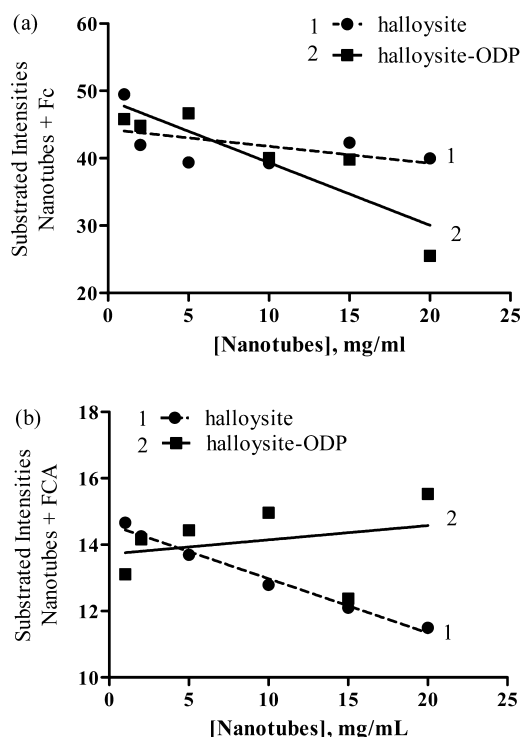 (a)
1 halloysite
2 halloysite-ODP
Substrated Intensities
Nanotubes + Fc
60
50
40
30
20
1
2
0 5 10 15 20 25
[Nanotubes], mg/ml
(b)
1 halloysite
2 halloysite-ODP
Substrated Intensities
Nanotubes + FCA
18
16
14
12
10
2
1
0 5 10 15 20 25
[Nanotubes], mg/mL